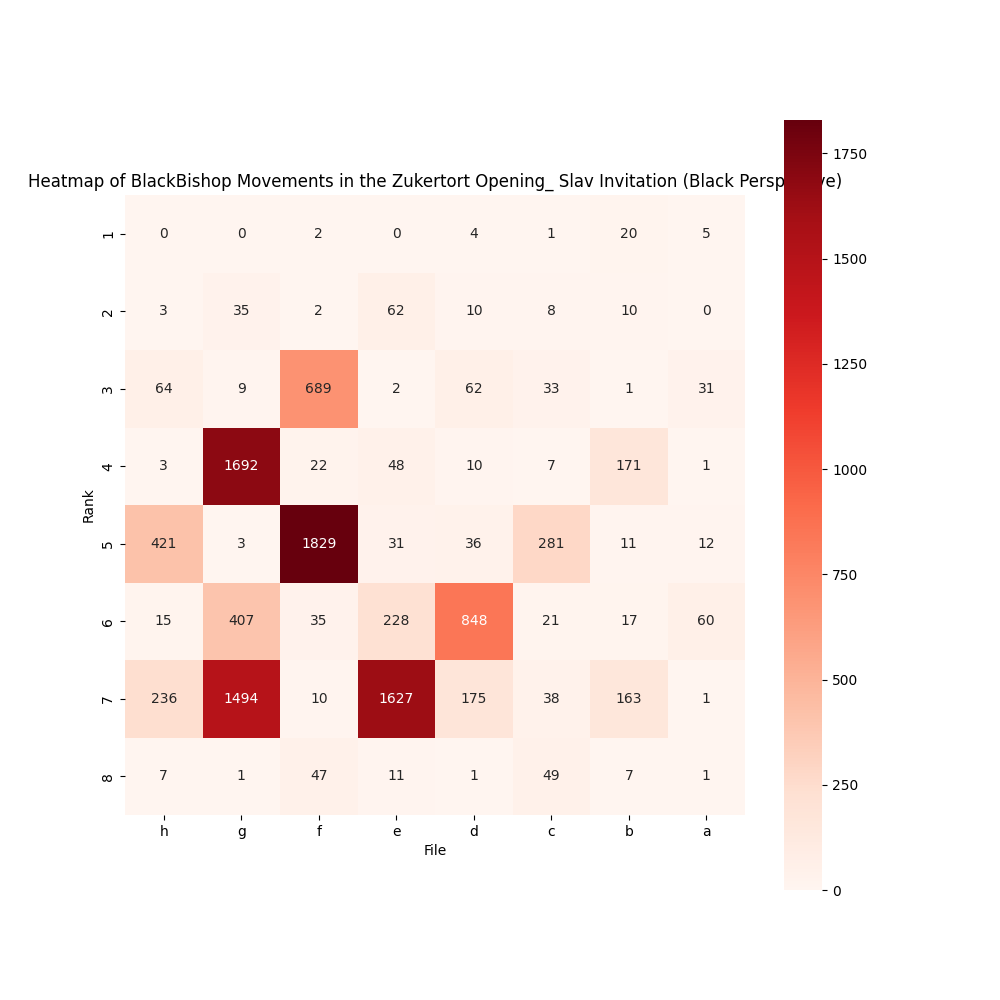 Heatmap of BlackBishop Movements in the Zukertort Opening_ Slav Invitation (Black Perspective)
1750
1500
1250
1000
750
500
250
0
Rank
1 0 0 2 0 4 1 20 5
2 3 35 2 62 10 8 10 0
3 64 9 689 2 62 33 1 31
4 3 1692 22 48 10 7 171 1
5 421 3 1829 31 36 281 11 12
6 15 407 35 228 848 21 17 60
7 236 1494 10 1627 175 38 163 1
8 7 1 47 11 1 49 7 1
h g f e d c b a
File